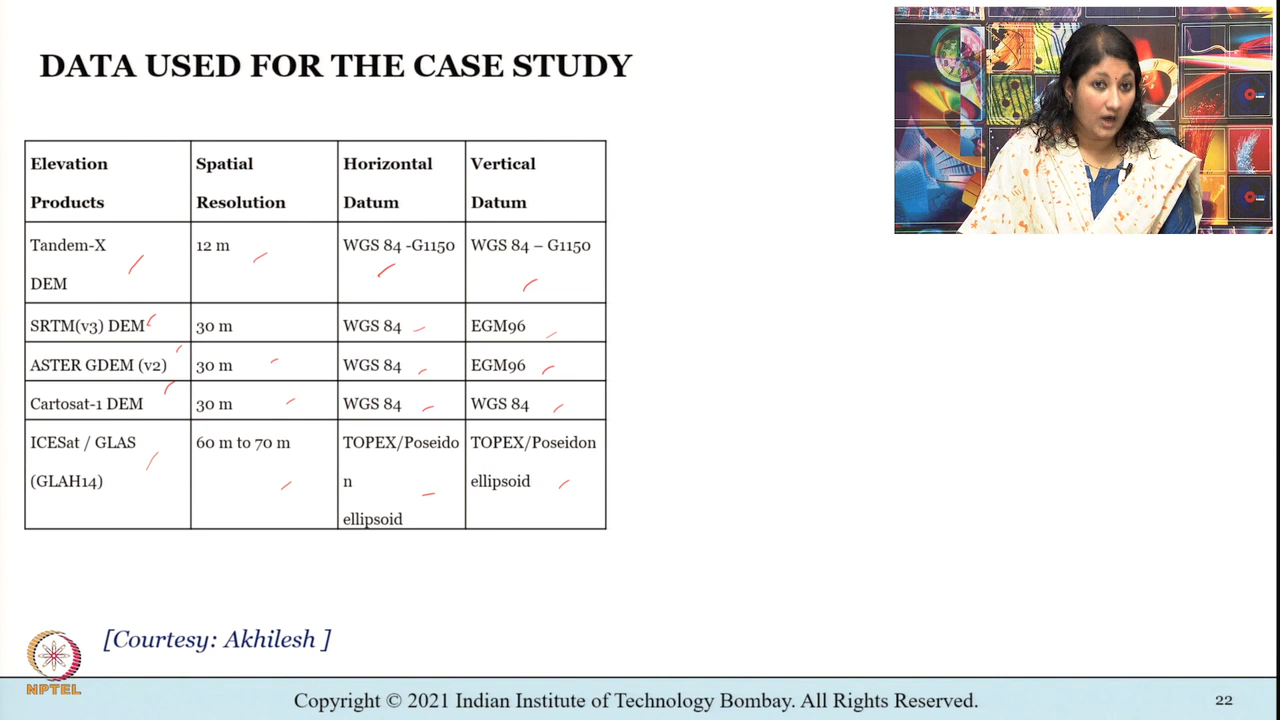 DATA USED FOR THE CASE STUDY
Elevation Products
Spatial Resolution
Horizontal Datum
Vertical Datum
Tandem-X DEM
12 m
WGS 84 -G1150
WGS 84 – G1150
SRTM(v3) DEM
30 m
WGS 84
EGM96
ASTER GDEM (v2)
30 m
WGS 84
EGM96
Cartosat-1 DEM
30 m
WGS 84
WGS 84
ICESat / GLAS
(GLAH14)
60 m to 70 m
TOPEX/Poseido
n
ellipsoid
TOPEX/Poseidon
ellipsoid
[Courtesy: Akhilesh ]
NPTEL
Copyright © 2021 Indian Institute of Technology Bombay. All Rights Reserved.
22